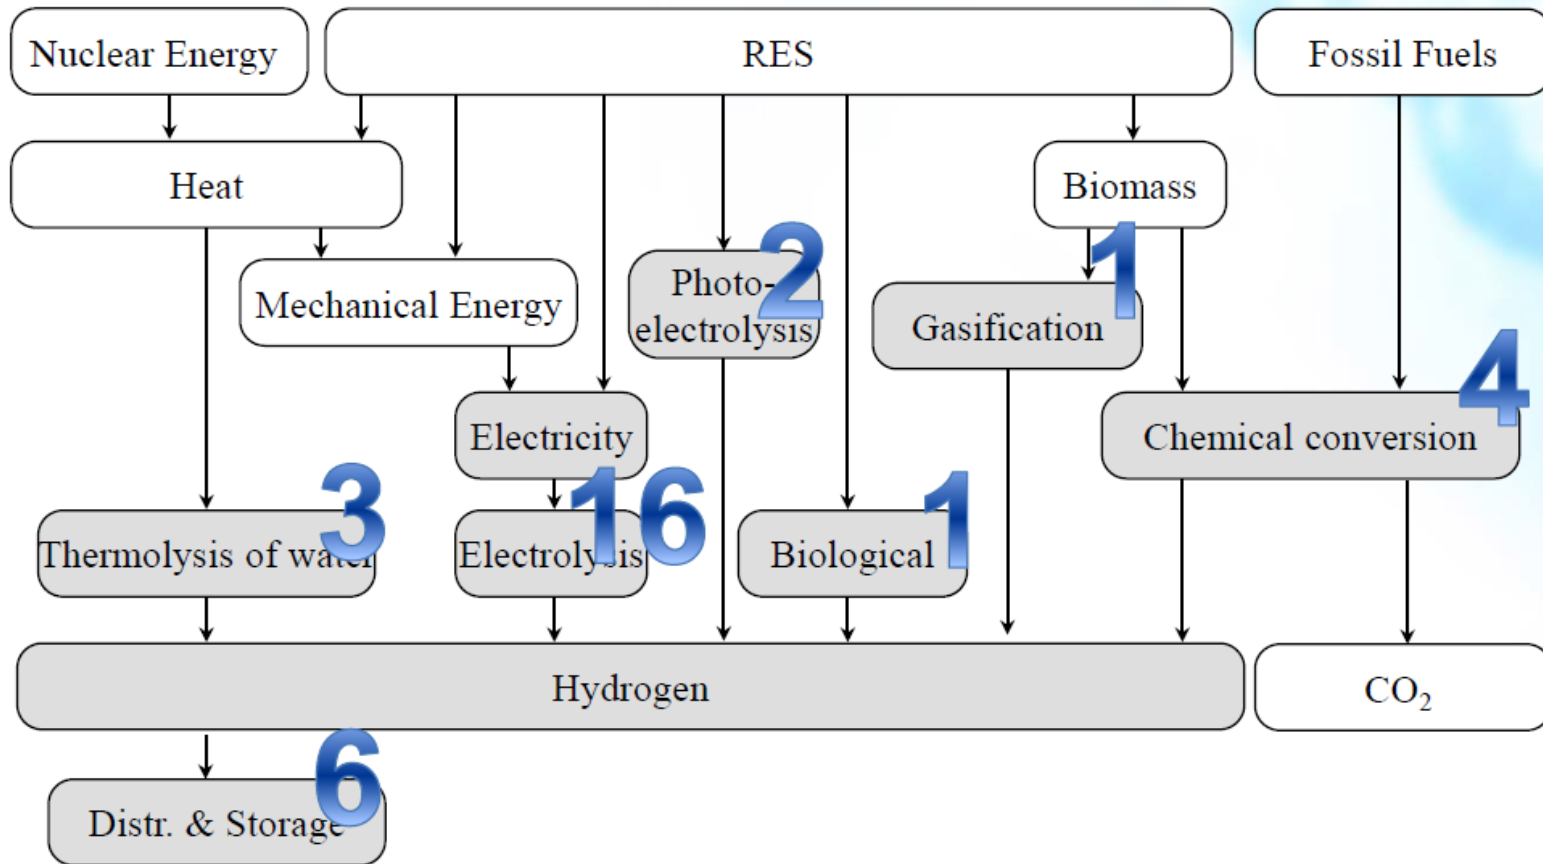 Nuclear Energy
RES
Fossil Fuels
Heat
Biomass
Mechanical Energy
Photo-
electrolysis
2
Gasification
1
Electricity
Chemical conversion
4
Thermolysis of water
3
Electrolysis
16
Biological
1
Hydrogen
CO₂
Distr. & Storage
6